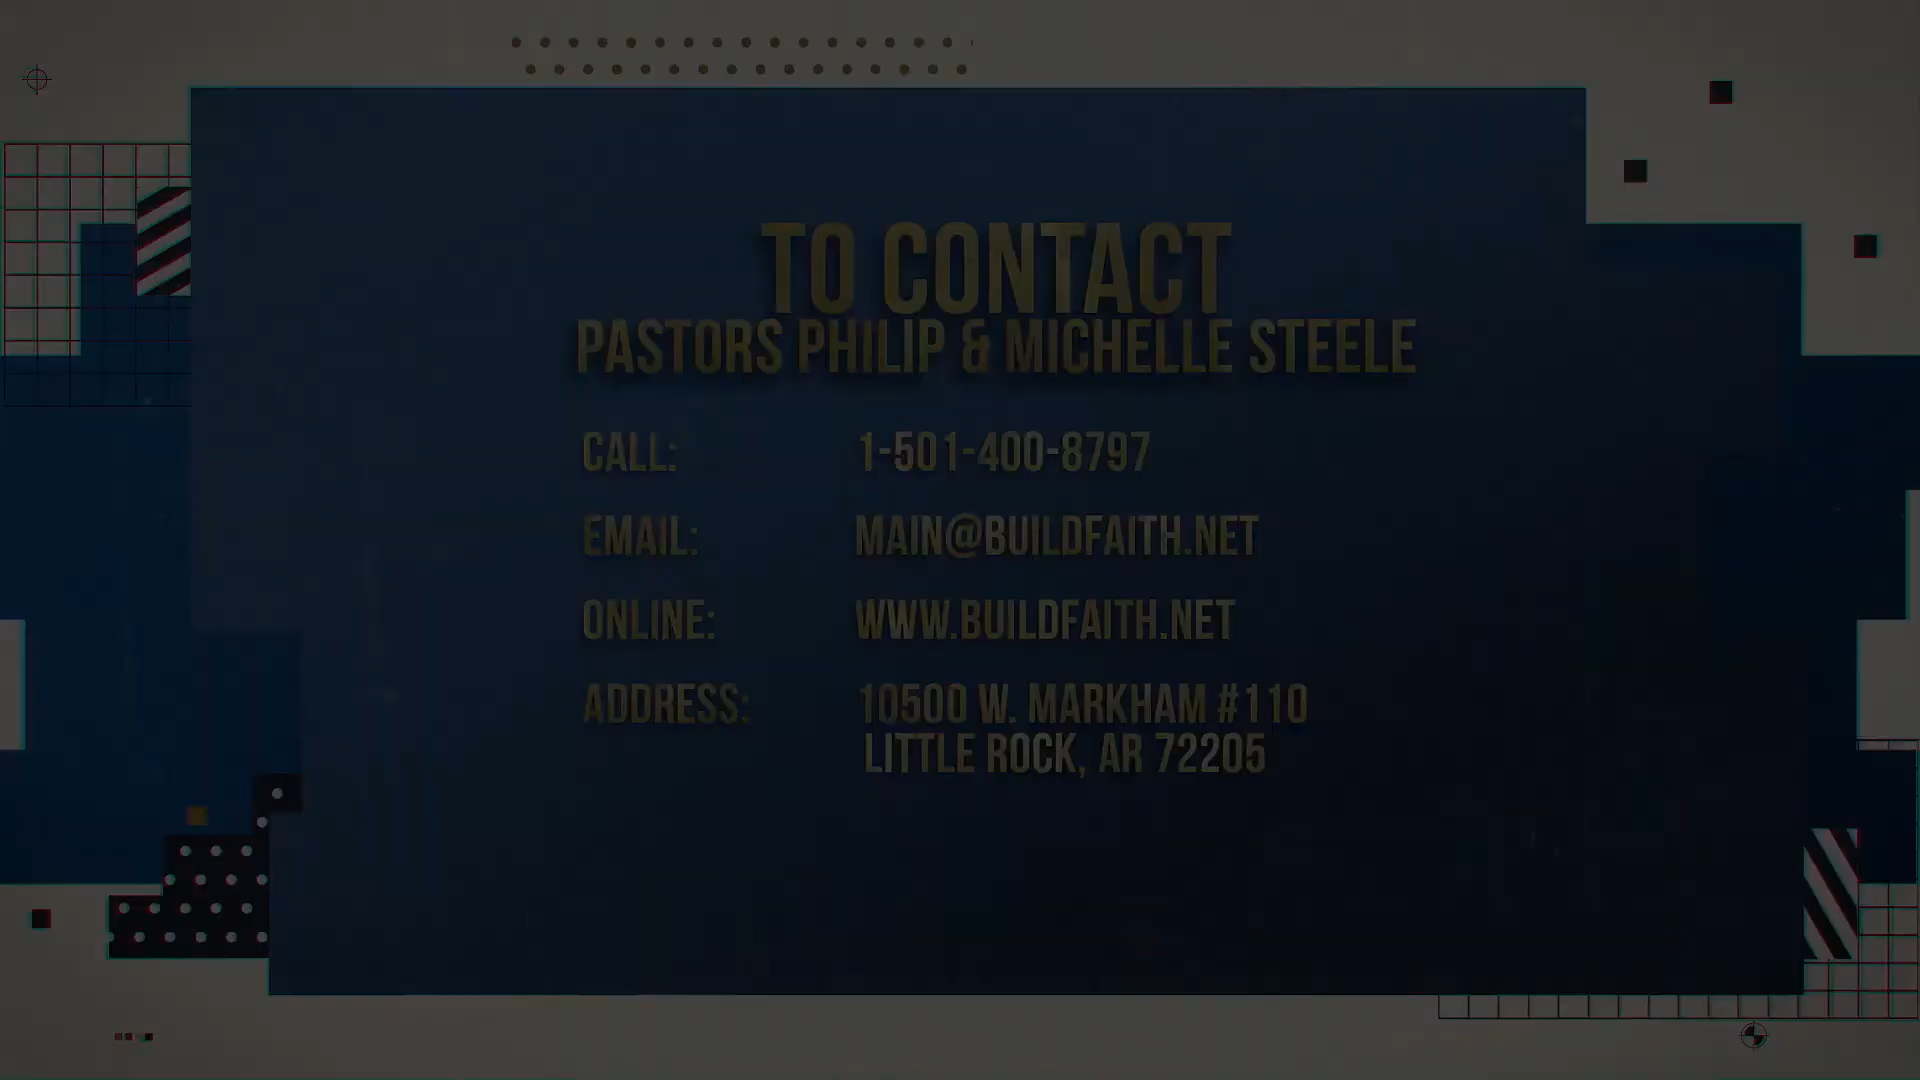 TO CONTACT
PASTORS PHILIP & MICHELLE STEELE
CALL: 1-501-400-8797
EMAIL: MAIN@BUILDFAITH.NET
ONLINE: WWW.BUILDFAITH.NET
ADDRESS: 10500 W. MARKHAM #110
LITTLE ROCK, AR 72205